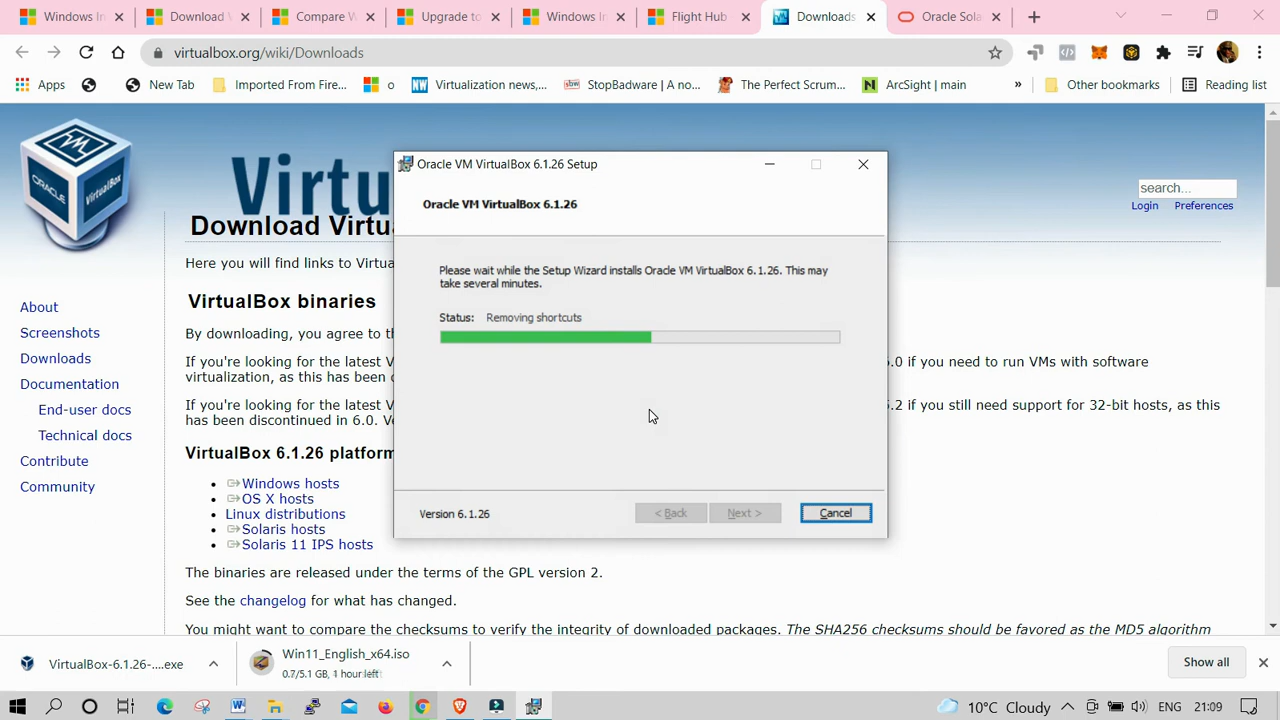 Windows In
Download V
Compare W
Upgrade to
Windows In
Flight Hub
Downloads
Oracle Sola
virtualbox.org/wiki/Downloads
Apps
New Tab
Imported From Fire...
o
NW
Virtualization news,...
sbw
StopBadware | A no...
The Perfect Scrum...
N
ArcSight | main
»
Other bookmarks
Reading list
ORACLE
VirtualBox
Virtu
search...
Login
Preferences
Download Virtu
Here you will find links to Virtua
VirtualBox binaries
By downloading, you agree to th
If you're looking for the latest V
6.0 if you need to run VMs with software
virtualization, as this has been d
If you're looking for the latest V
5.2 if you still need support for 32-bit hosts, as this
has been discontinued in 6.0. Ve
VirtualBox 6.1.26 platform
Windows hosts
OS X hosts
Linux distributions
Solaris hosts
Solaris 11 IPS hosts
The binaries are released under the terms of the GPL version 2.
See the changelog for what has changed.
You might want to compare the checksums to verify the integrity of downloaded packages. The SHA256 checksums should be favored as the MD5 algorithm
About
Screenshots
Downloads
Documentation
End-user docs
Technical docs
Contribute
Community
Oracle VM VirtualBox 6.1.26 Setup
Oracle VM VirtualBox 6.1.26
Please wait while the Setup Wizard installs Oracle VM VirtualBox 6.1.26. This may
take several minutes.
Status: Removing shortcuts
Version 6.1.26
< Back
Next >
Cancel
VirtualBox-6.1.26-....exe
Win11_English_x64.iso
0.7/5.1 GB, 1 hour left
Show all
10°C Cloudy
ENG
21:09